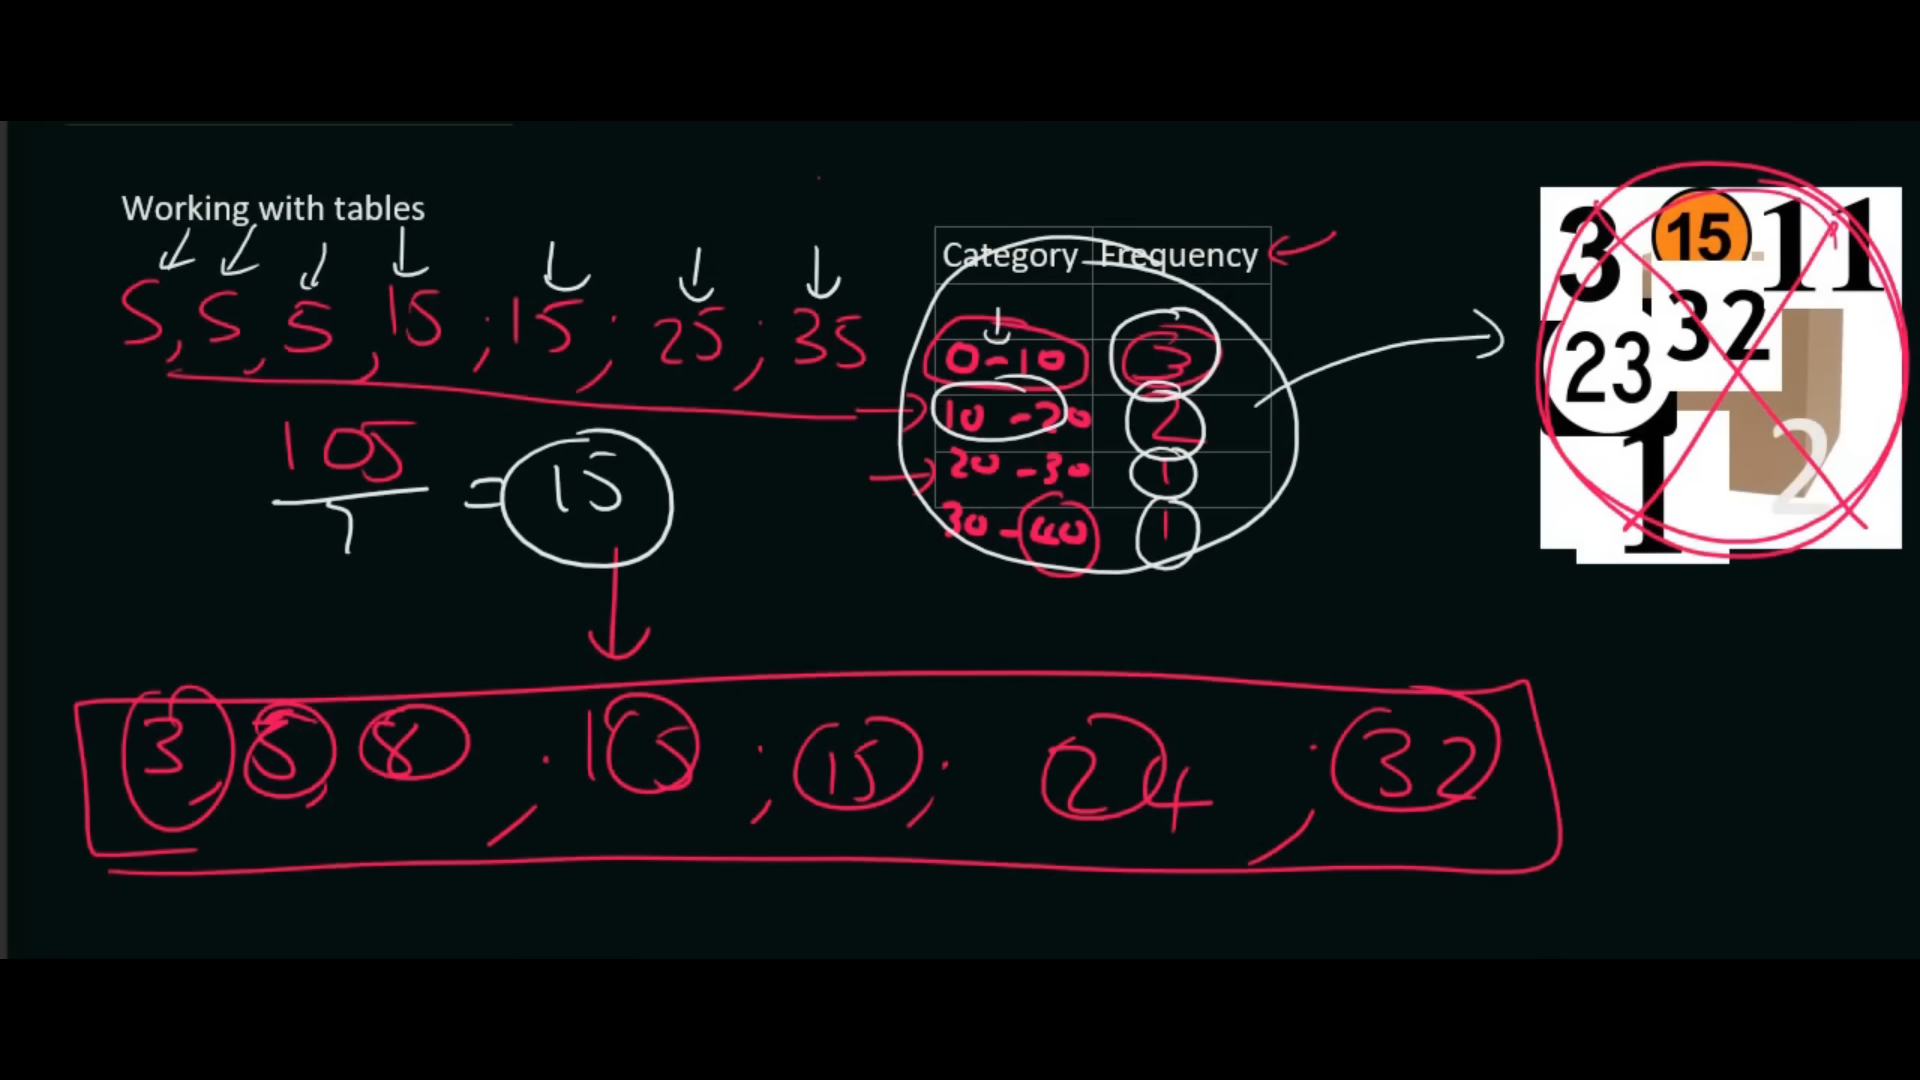 Working with tables
5, 5, 5, 15; 15; 25; 35
105
7
= 15
Category Frequency
0-10 3
10-20 2
20-30 1
30-40 1
3 15 11
32
23
1 2
3, 8, 8; 15; 15; 24; 32